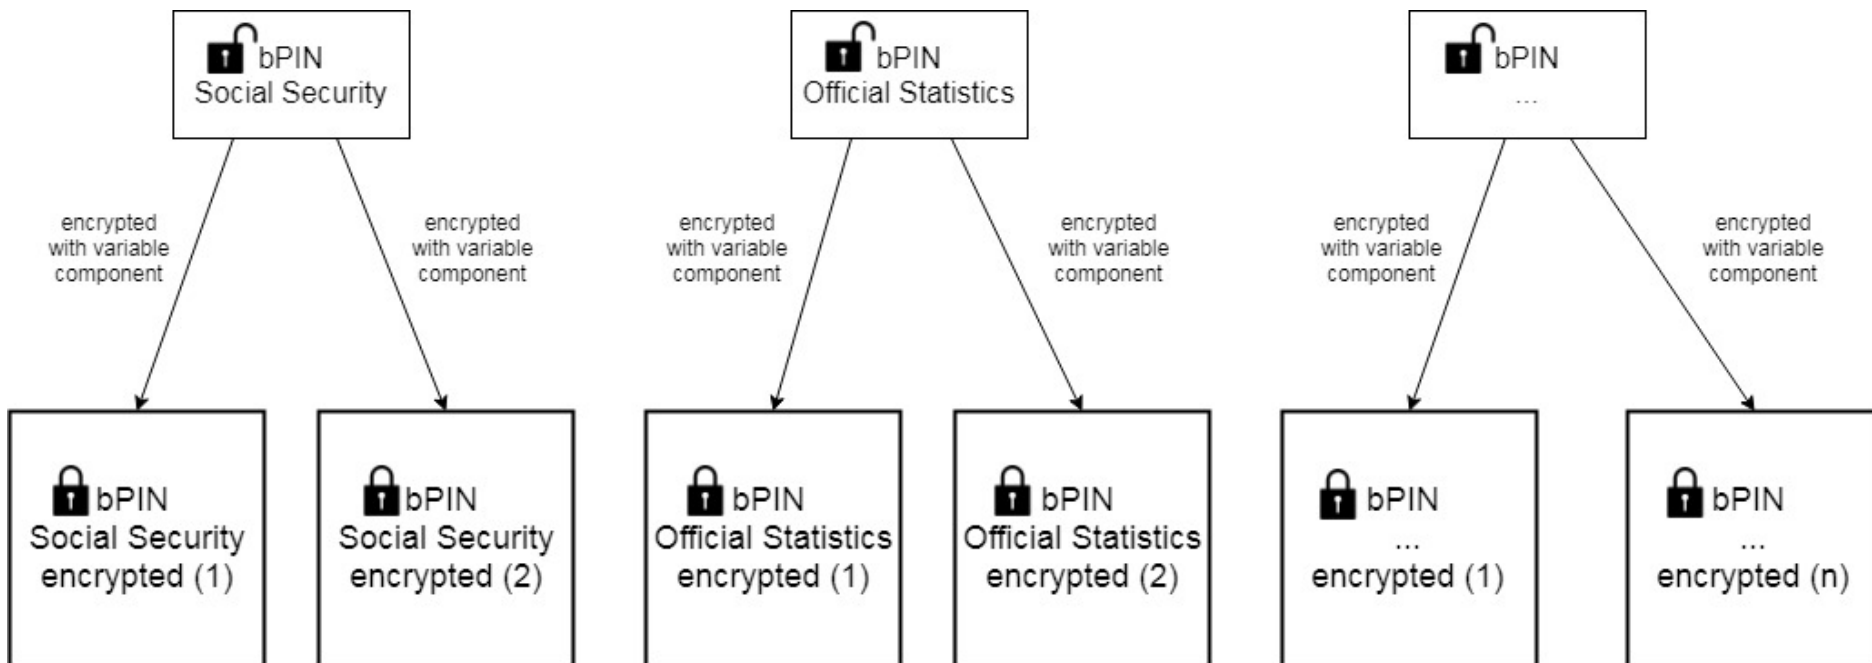 bPIN
Social Security
bPIN
Official Statistics
bPIN
...
encrypted
with variable
component
encrypted
with variable
component
encrypted
with variable
component
encrypted
with variable
component
encrypted
with variable
component
encrypted
with variable
component
bPIN
Social Security
encrypted (1)
bPIN
Social Security
encrypted (2)
bPIN
Official Statistics
encrypted (1)
bPIN
Official Statistics
encrypted (2)
bPIN
...
encrypted (1)
bPIN
...
encrypted (n)